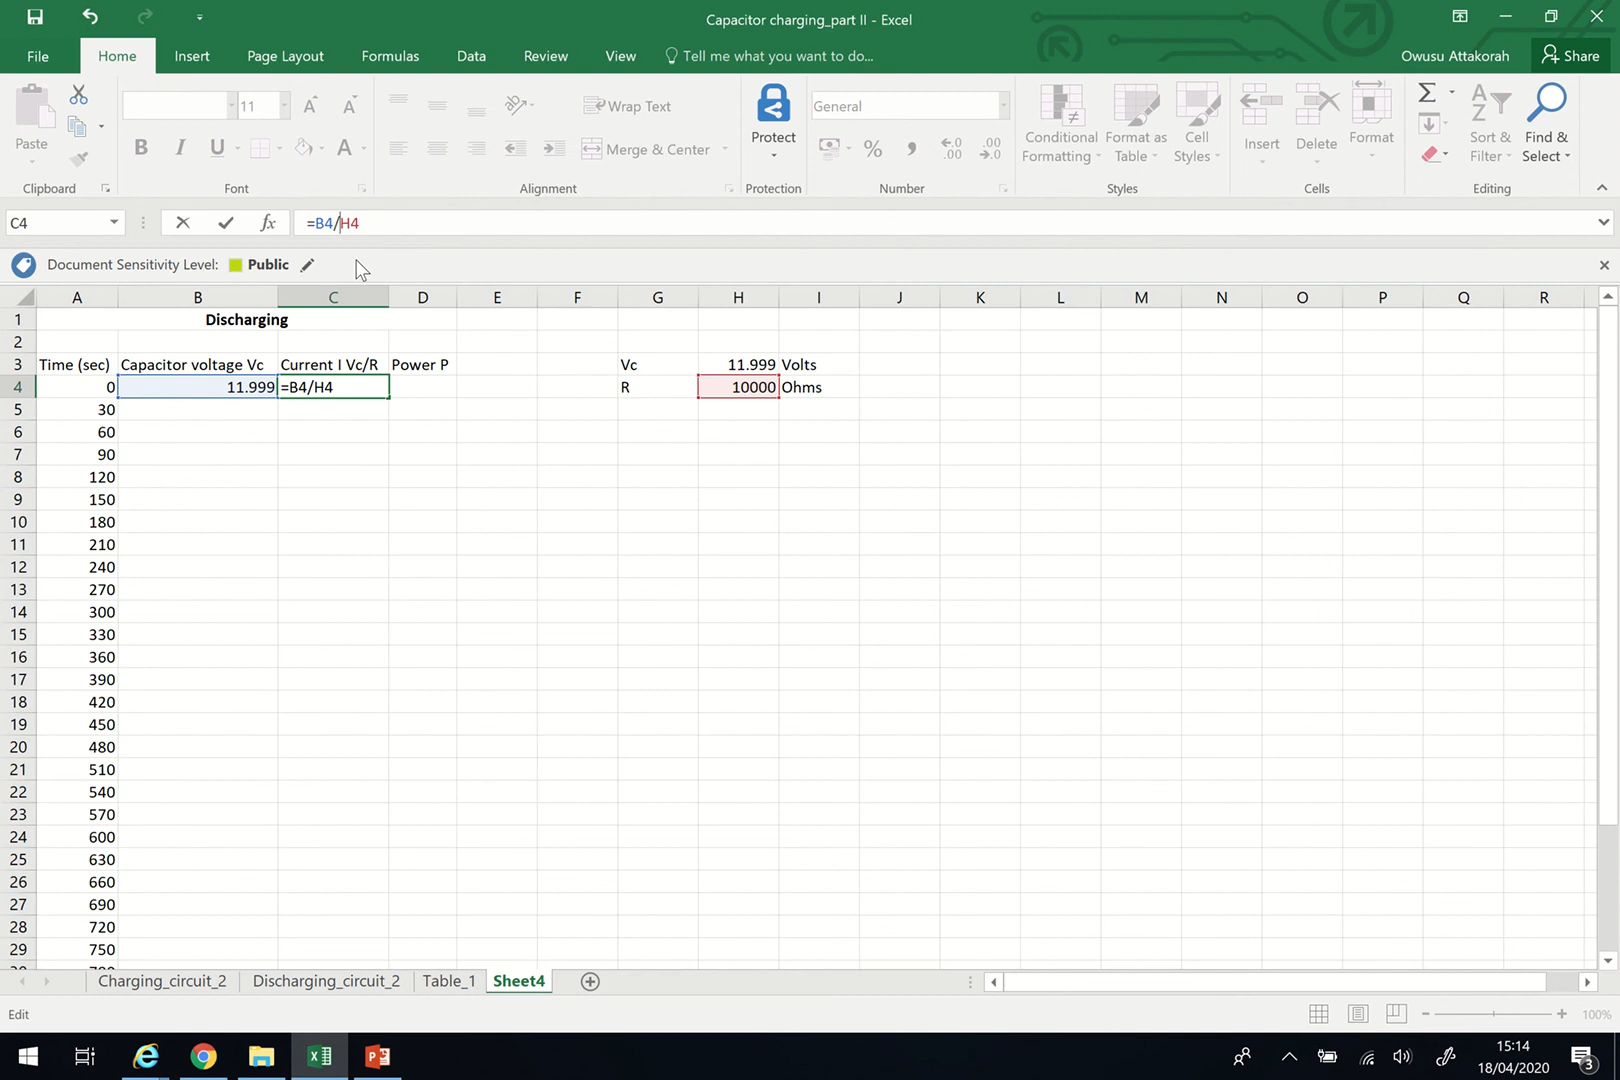 Capacitor charging_part II - Excel
File Home Insert Page Layout Formulas Data Review View Tell me what you want to do... Owusu Attakorah Share
Paste
11
B I U A
Wrap Text
Merge & Center
Protect
General
% , .00 .00
Conditional Formatting
Format as Table
Cell Styles
Insert
Delete
Format
Sort & Filter
Find & Select
Clipboard Font Alignment Protection Number Styles Cells Editing
C4 fx =B4/H4
Document Sensitivity Level: Public
A B C D E F G H I J K L M N O P Q R
1 Discharging
2
3 Time (sec) Capacitor voltage Vc Current I Vc/R Power P Vc 11.999 Volts
4 0 11.999 =B4/H4 R 10000 Ohms
5 30
6 60
7 90
8 120
9 150
10 180
11 210
12 240
13 270
14 300
15 330
16 360
17 390
18 420
19 450
20 480
21 510
22 540
23 570
24 600
25 630
26 660
27 690
28 720
29 750
Charging_circuit_2 Discharging_circuit_2 Table_1 Sheet4
Edit 100%
15:14
18/04/2020
3